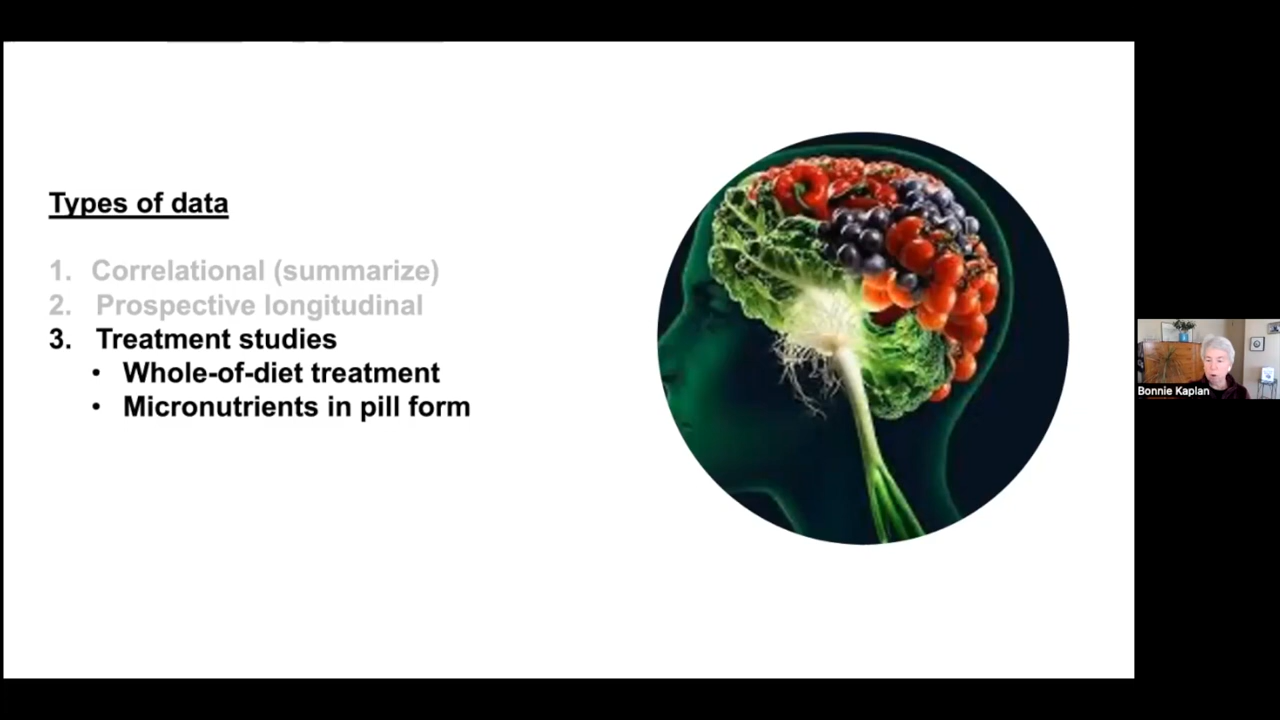 Types of data
1. Correlational (summarize)
2. Prospective longitudinal
3. Treatment studies
• Whole-of-diet treatment
• Micronutrients in pill form
Bonnie Kaplan